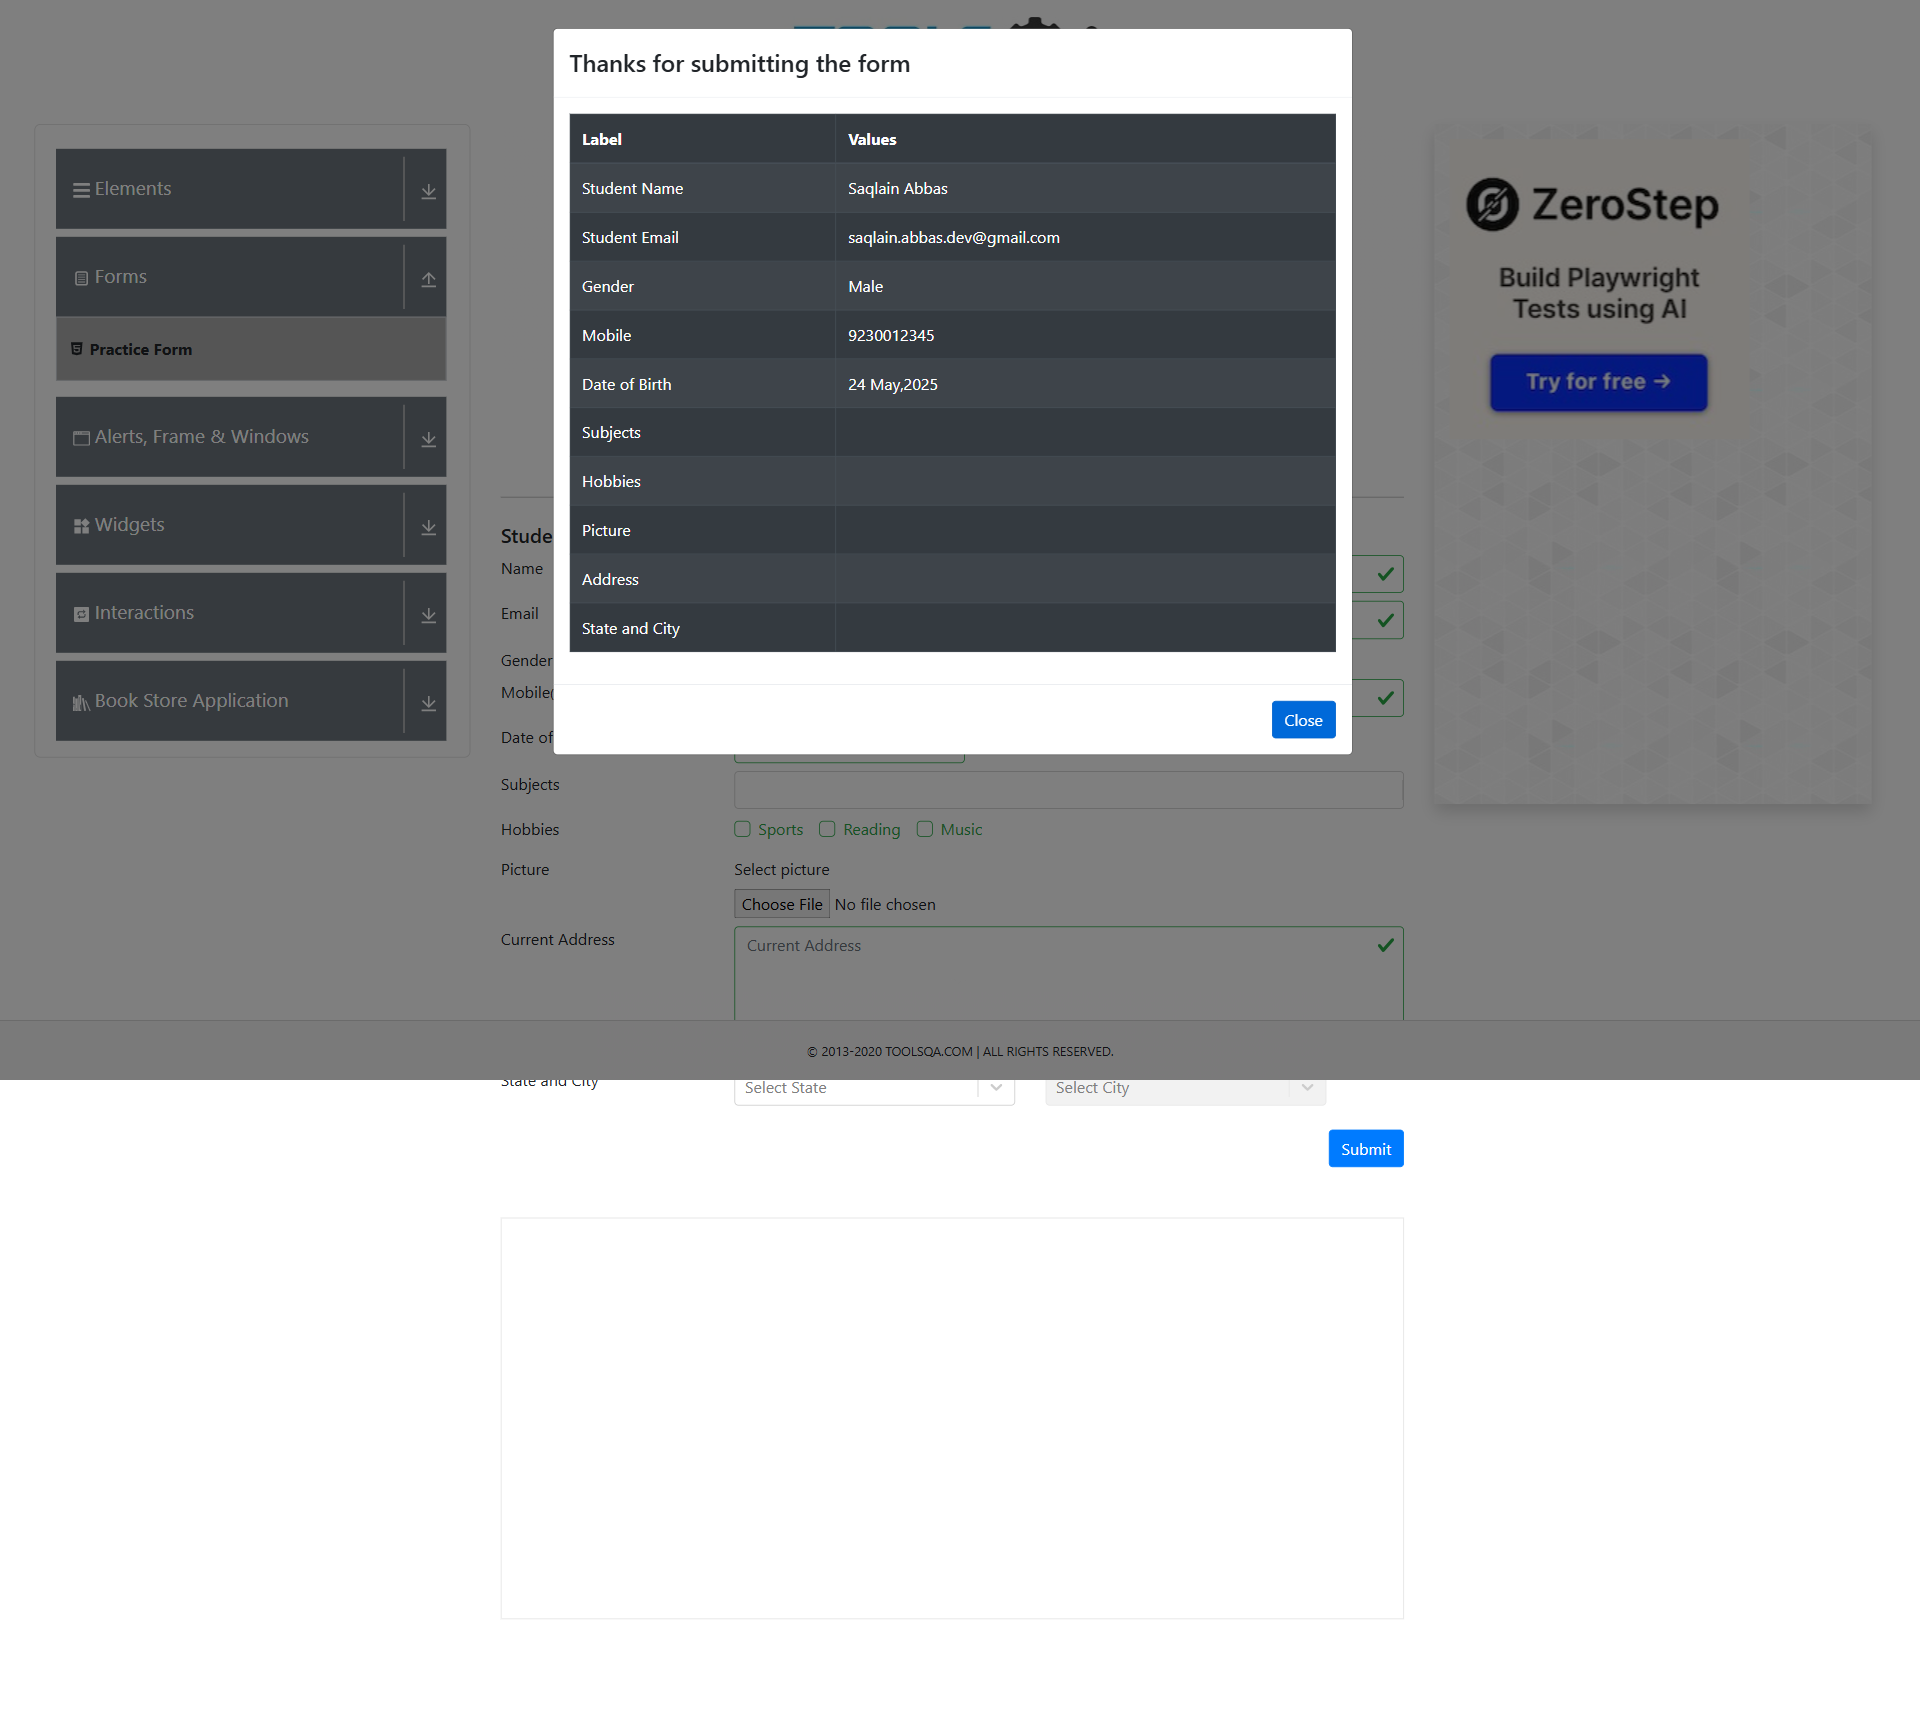 Thanks for submitting the form
Label Values
Student Name Saqlain Abbas
Student Email saqlain.abbas.dev@gmail.com
Gender Male
Mobile 9230012345
Date of Birth 24 May,2025
Subjects
Hobbies
Picture
Address
State and City
Close
Elements
Forms
Practice Form
Alerts, Frame & Windows
Widgets
Interactions
Book Store Application
Name
Email
Gender
Date of
Subjects
Hobbies Sports Reading Music
Picture Select picture
Choose File No file chosen
Current Address Current Address
© 2013-2020 TOOLSQA.COM | ALL RIGHTS RESERVED.
State and City Select State Select City
Submit
ZeroStep
Build Playwright
Tests using AI
Try for free →